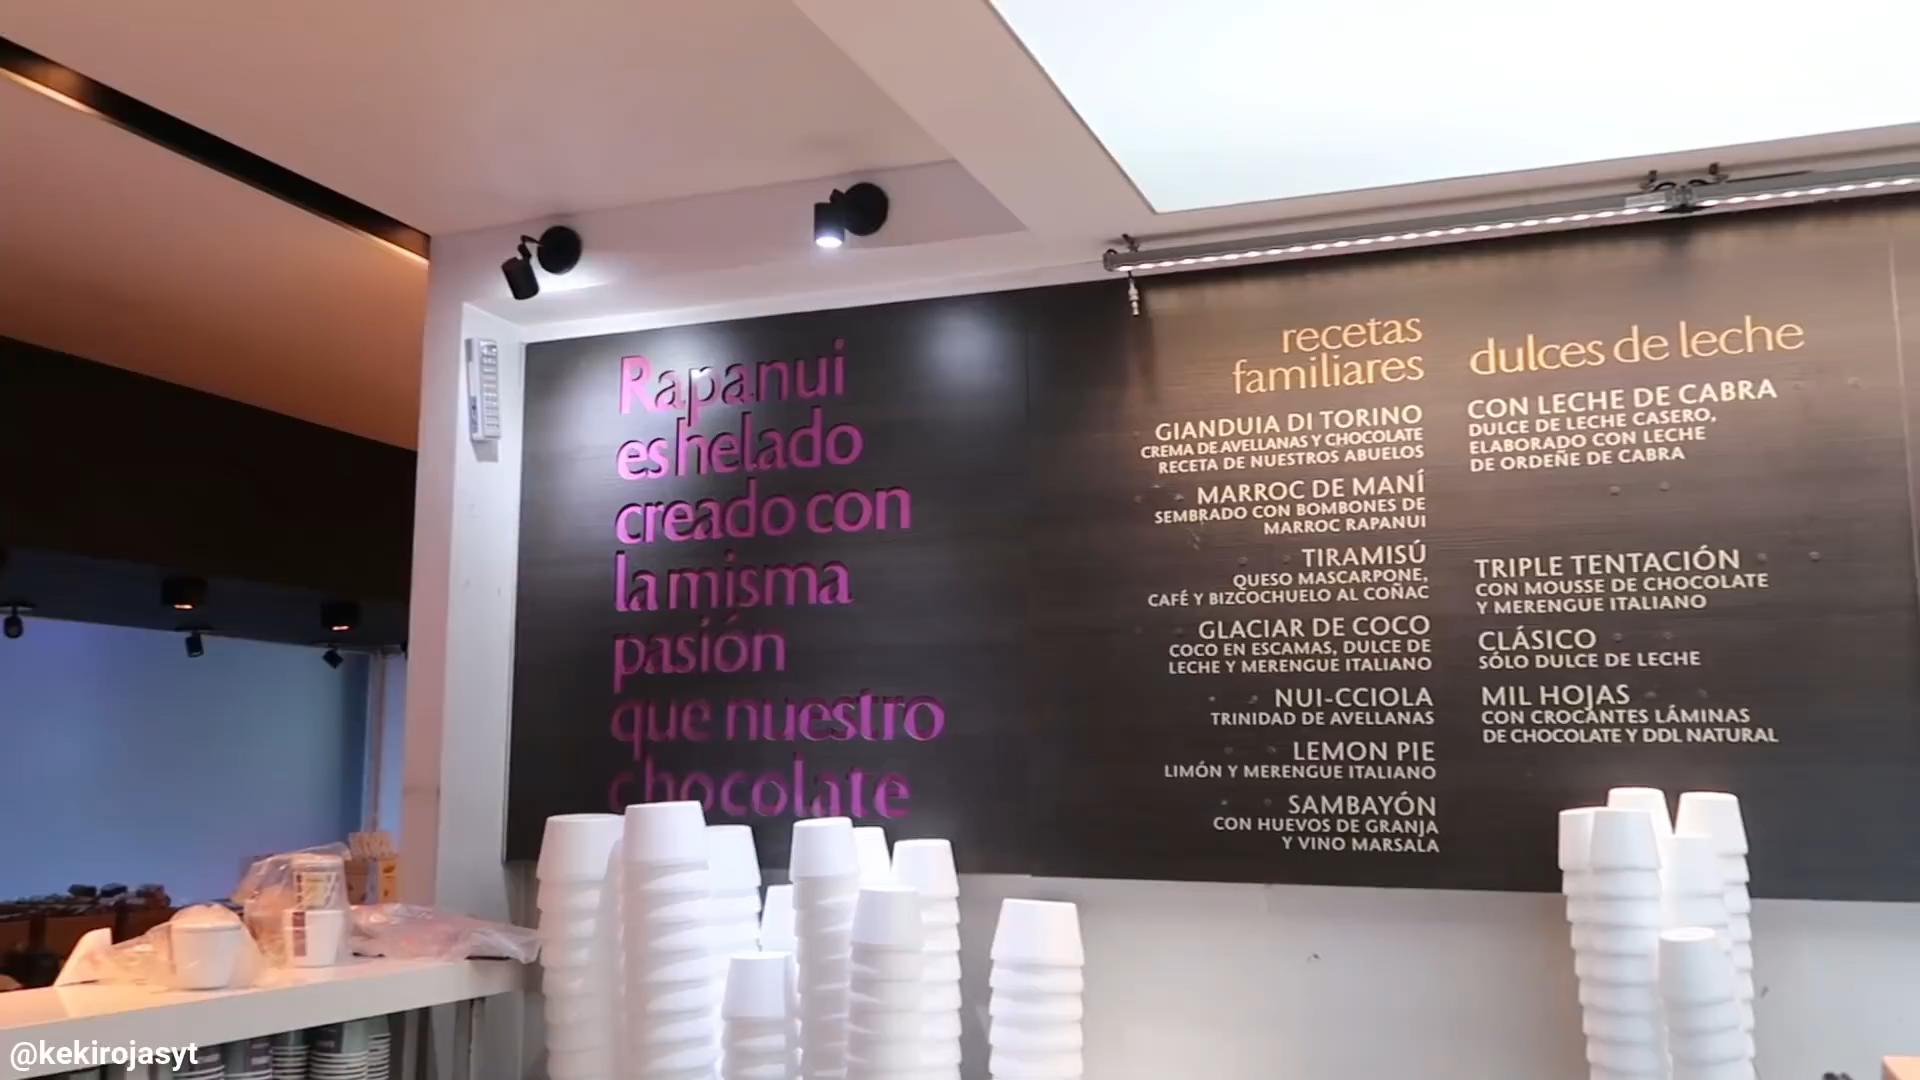 Rapanui
es helado
creado con
la misma
pasión
que nuestro
chocolate
recetas
familiares
GIANDUIA DI TORINO
CREMA DE AVELLANAS Y CHOCOLATE
RECETA DE NUESTROS ABUELOS
MARROC DE MANÍ
SEMBRADO CON BOMBONES DE
MARROC RAPANUI
TIRAMISÚ
QUESO MASCARPONE,
CAFÉ Y BIZCOCHUELO AL COÑAC
GLACIAR DE COCO
COCO EN ESCAMAS, DULCE DE
LECHE Y MERENGUE ITALIANO
NUI-CCIOLA
TRINIDAD DE AVELLANAS
LEMON PIE
LIMÓN Y MERENGUE ITALIANO
SAMBAYÓN
CON HUEVOS DE GRANJA
Y VINO MARSALA
dulces de leche
CON LECHE DE CABRA
DULCE DE LECHE CASERO,
ELABORADO CON LECHE
DE ORDEÑE DE CABRA
TRIPLE TENTACIÓN
CON MOUSSE DE CHOCOLATE
Y MERENGUE ITALIANO
CLÁSICO
SÓLO DULCE DE LECHE
MIL HOJAS
CON CROCANTES LÁMINAS
DE CHOCOLATE Y DDL NATURAL
@kekirojasyt